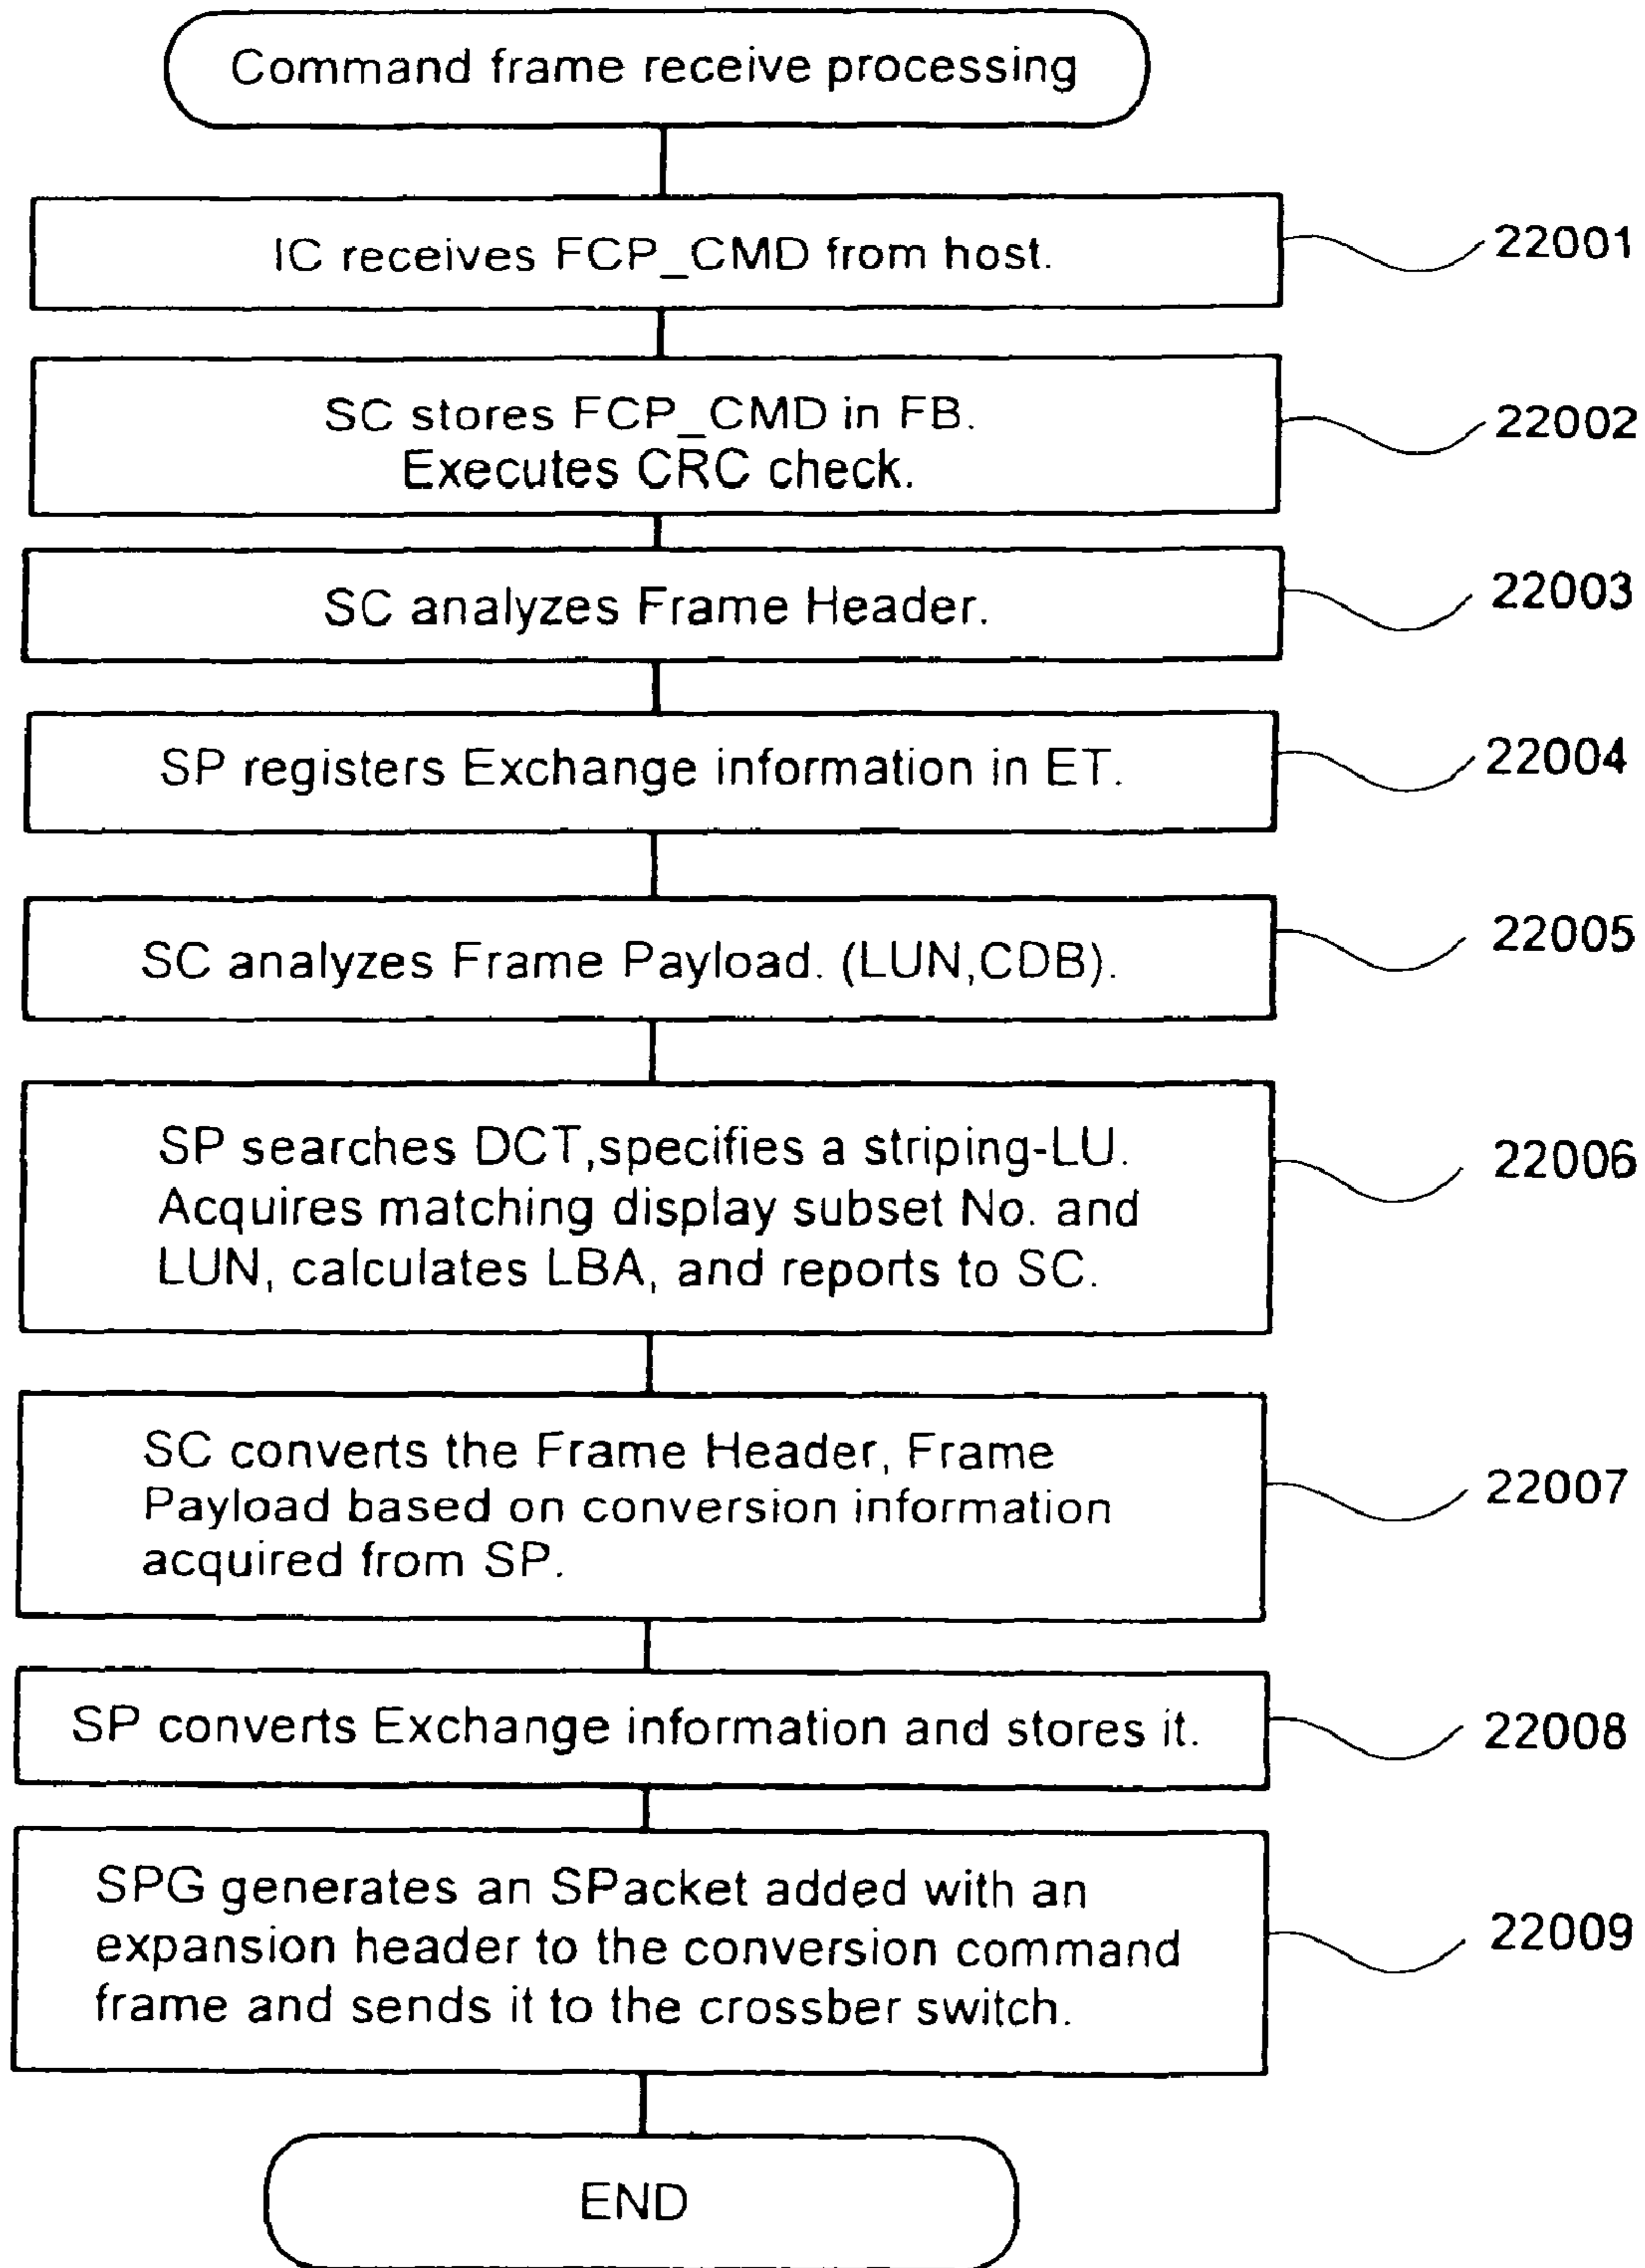 Command frame receive processing
IC receives FCP_CMD from host.
22001
SC stores FCP_CMD in FB.
Executes CRC check.
22002
SC analyzes Frame Header.
22003
SP registers Exchange information in ET.
22004
SC analyzes Frame Payload. (LUN,CDB).
22005
SP searches DCT,specifies a striping-LU.
Acquires matching display subset No. and
LUN, calculates LBA, and reports to SC.
22006
SC converts the Frame Header, Frame
Payload based on conversion information
acquired from SP.
22007
SP converts Exchange information and stores it.
22008
SPG generates an SPacket added with an
expansion header to the conversion command
frame and sends it to the crossber switch.
22009
END